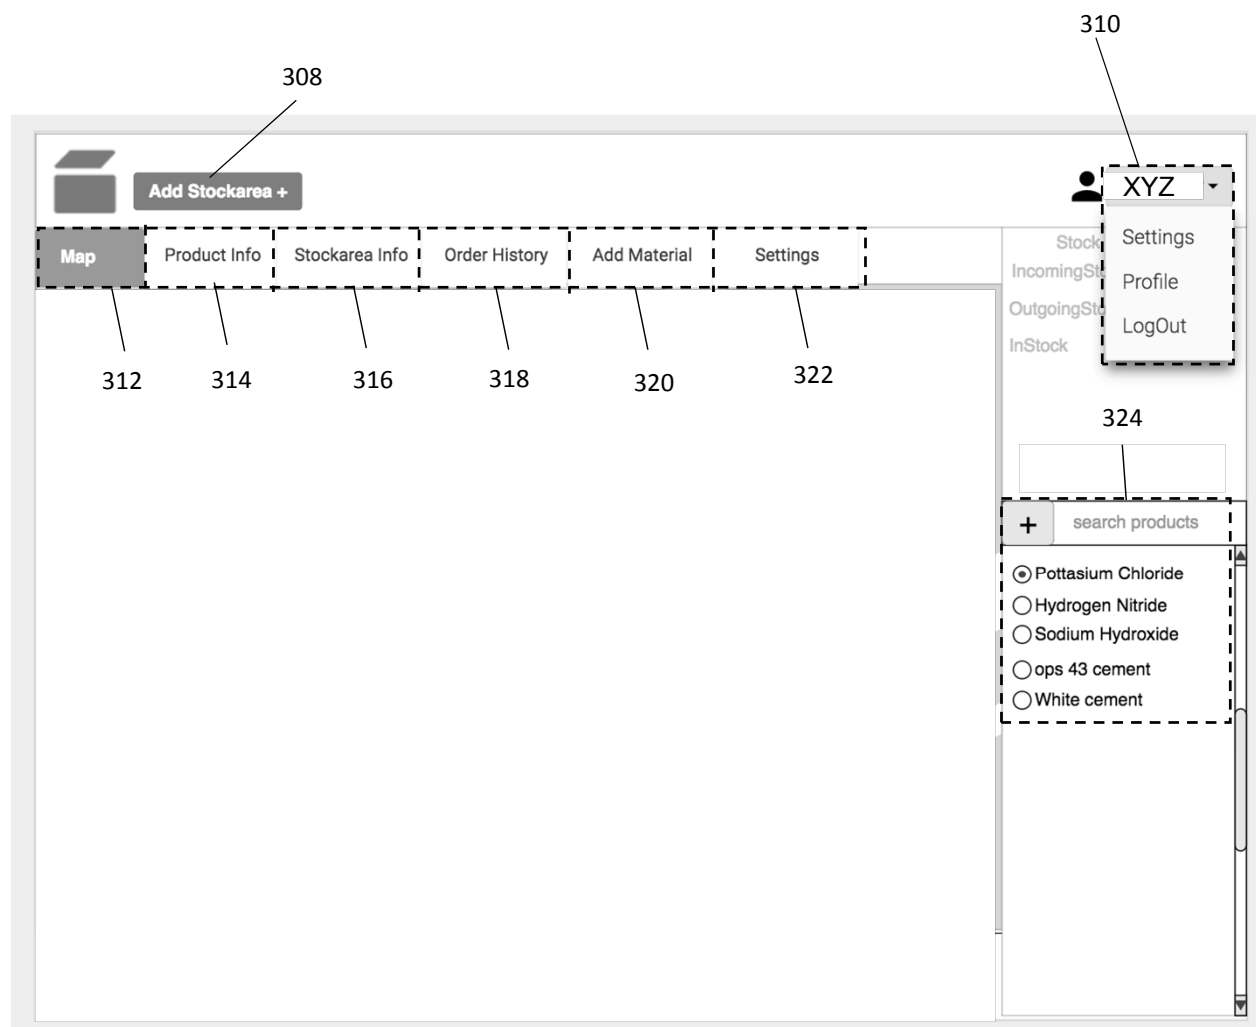 310
308
Add Stockarea +
XYZ
Map
Product Info
Stockarea Info
Order History
Add Material
Settings
Stock
Settings
IncomingSto
Profile
OutgoingSto
LogOut
InStock
312
314
316
318
320
322
324
+
search products
Pottasium Chloride
Hydrogen Nitride
Sodium Hydroxide
ops 43 cement
White cement